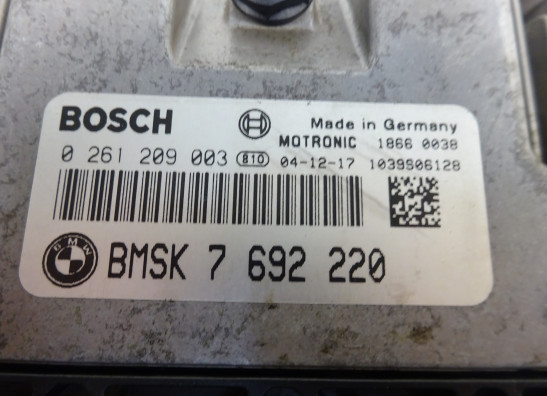 BOSCH
Made in Germany
MOTRONIC 1866 0038
0 261 209 003 810 04-12-17 1039S06128
BMW
BMSK 7 692 220